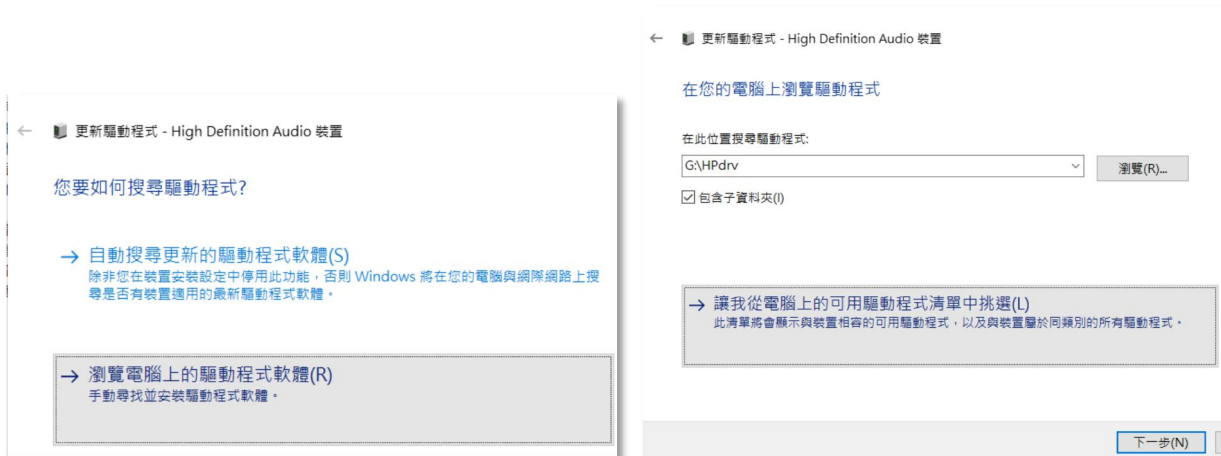 更新驅動程式 - High Definition Audio 裝置
您要如何搜尋驅動程式?
自動搜尋更新的驅動程式軟體(S)
除非您在裝置安裝設定中停用此功能，否則 Windows 將在您的電腦與網際網路上搜
尋是否有裝置適用的最新驅動程式軟體。
瀏覽電腦上的驅動程式軟體(R)
手動尋找並安裝驅動程式軟體。
更新驅動程式 - High Definition Audio 裝置
在您的電腦上瀏覽驅動程式
在此位置搜尋驅動程式:
G:\HPdrv
瀏覽(R)...
包含子資料夾(I)
讓我從電腦上的可用驅動程式清單中挑選(L)
此清單將會顯示與裝置相容的可用驅動程式，以及與裝置屬於同類別的所有驅動程式。
下一步(N)